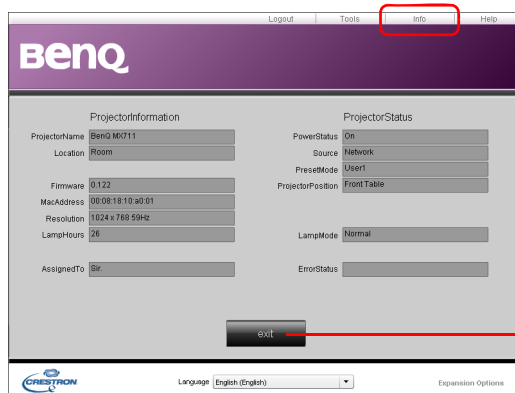 Logout Tools Info Help
BenQ
ProjectorInformation
ProjectorName BenQ MX711
Location Room
Firmware 0.122
MacAddress 00:08:18:10:a0:01
Resolution 1024 x 768 59Hz
LampHours 26
AssignedTo Sir.
ProjectorStatus
PowerStatus On
Source Network
PresetMode User1
ProjectorPosition Front Table
LampMode Normal
ErrorStatus
exit
CRESTRON
Language English (English)
Expansion Options